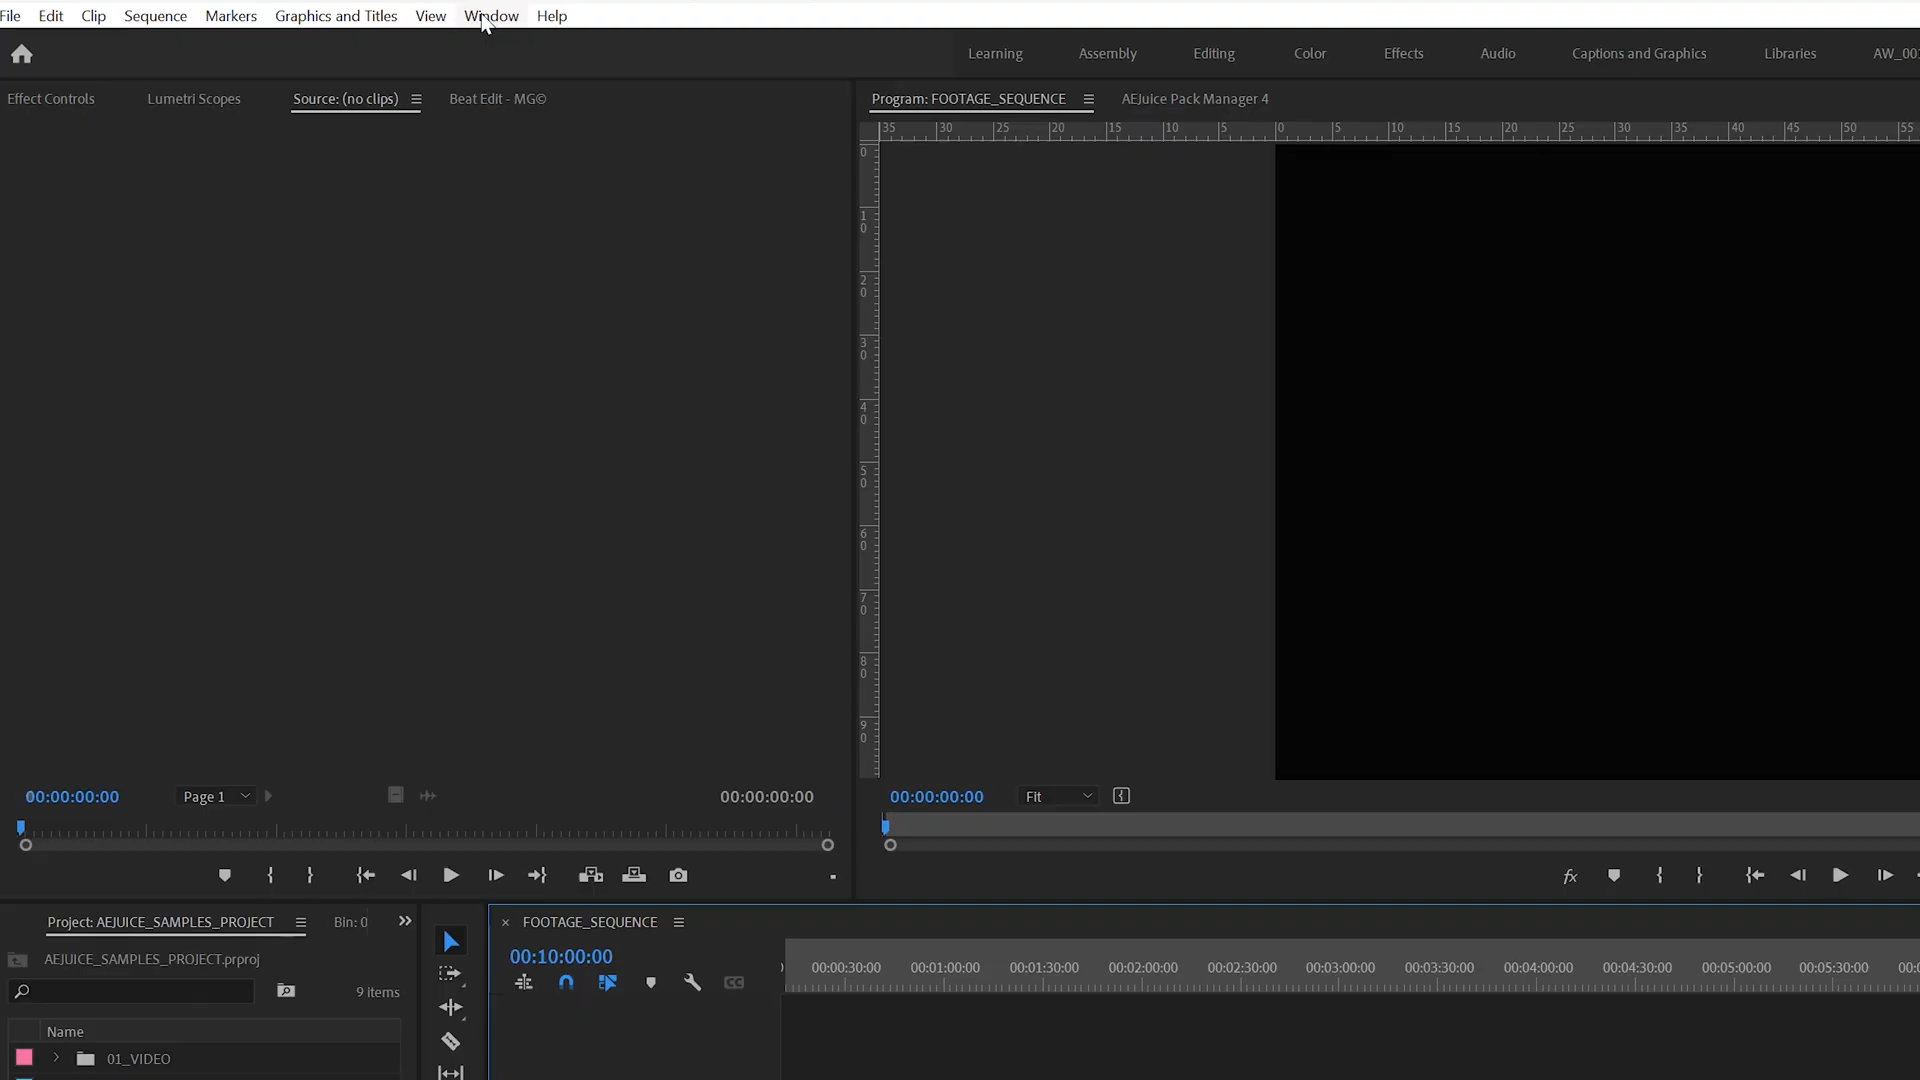 File Edit Clip Sequence Markers Graphics and Titles View Window Help
Learning Assembly Editing Color Effects Audio Captions and Graphics Libraries AW_00
Effect Controls Lumetri Scopes Source: (no clips) Beat Edit - MG© Program: FOOTAGE_SEQUENCE AEJuice Pack Manager 4
35 30 25 20 15 10 5 0 5 10 15 20 25 30 35 40 45 50 55
0
10
20
30
40
50
60
70
80
90
00:00:00:00 Page 1 00:00:00:00 00:00:00:00 Fit
fx
Project: AEJUICE_SAMPLES_PROJECT Bin: 0 × FOOTAGE_SEQUENCE
AEJUICE_SAMPLES_PROJECT.prproj 00:10:00:00
00:00:30:00 00:01:00:00 00:01:30:00 00:02:00:00 00:02:30:00 00:03:00:00 00:03:30:00 00:04:00:00 00:04:30:00 00:05:00:00 00:05:30:00 00:
9 items CC
Name
01_VIDEO